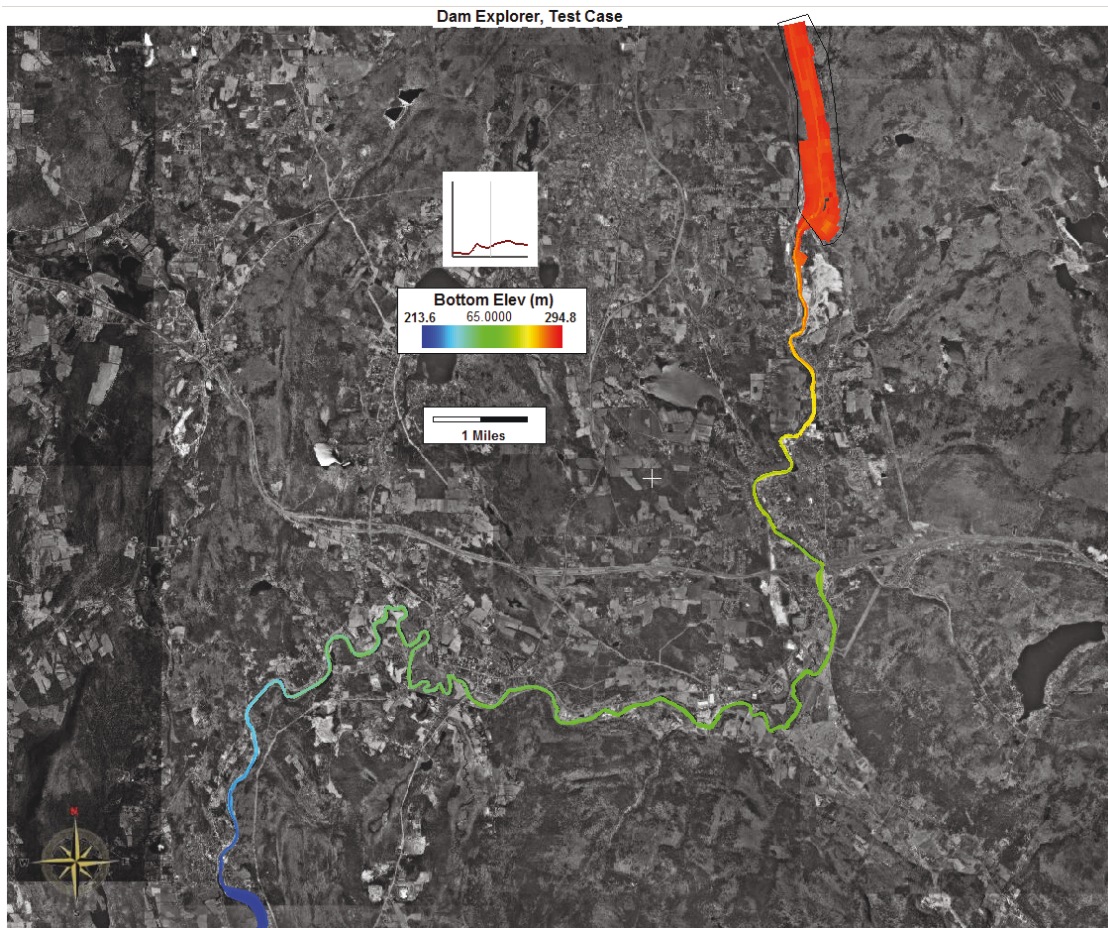 Dam Explorer, Test Case
Bottom Elev (m)
213.6 65.0000 294.8
1 Miles
N